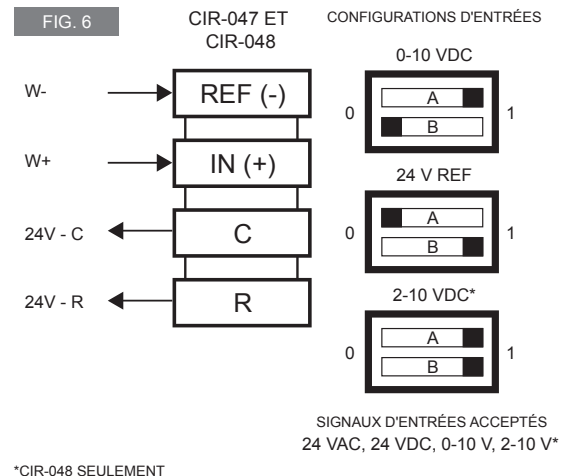 FIG. 6
CIR-047 ET
CIR-048
W-
REF (-)
W+
IN (+)
24V - C
C
24V - R
R
CONFIGURATIONS D'ENTRÉES
0-10 VDC
A
0
1
B
24 V REF
A
0
1
B
2-10 VDC*
A
0
1
B
SIGNAUX D'ENTRÉES ACCEPTÉS
24 VAC, 24 VDC, 0-10 V, 2-10 V*
*CIR-048 SEULEMENT